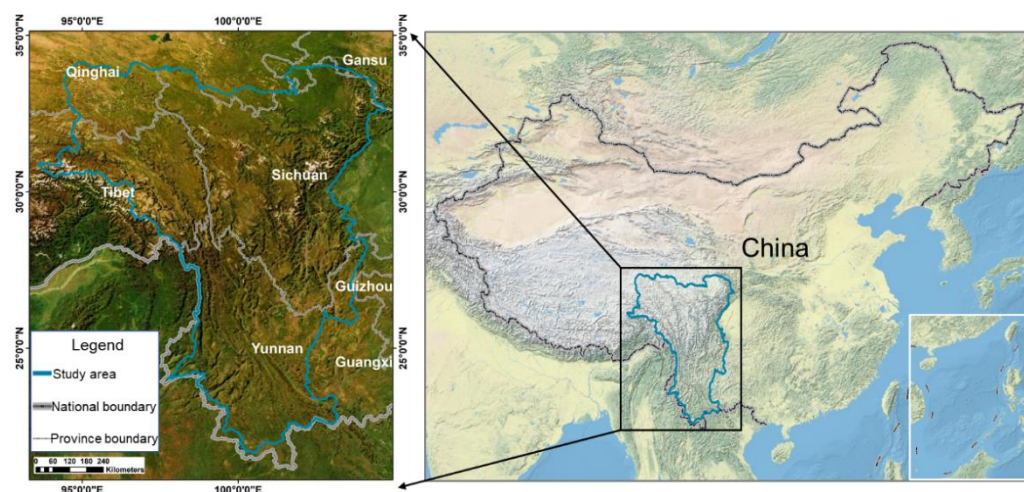 95°0'0"E
100°0'0"E
35°0'0"N
35°0'0"N
Gansu
Qinghai
Sichuan
Tibet
30°0'0"N
30°0'0"N
China
Guizhou
Yunnan
Guangxi
25°0'0"N
25°0'0"N
Legend
Study area
National boundary
Province boundary
0 60 120 180 240
Kilometers
95°0'0"E
100°0'0"E